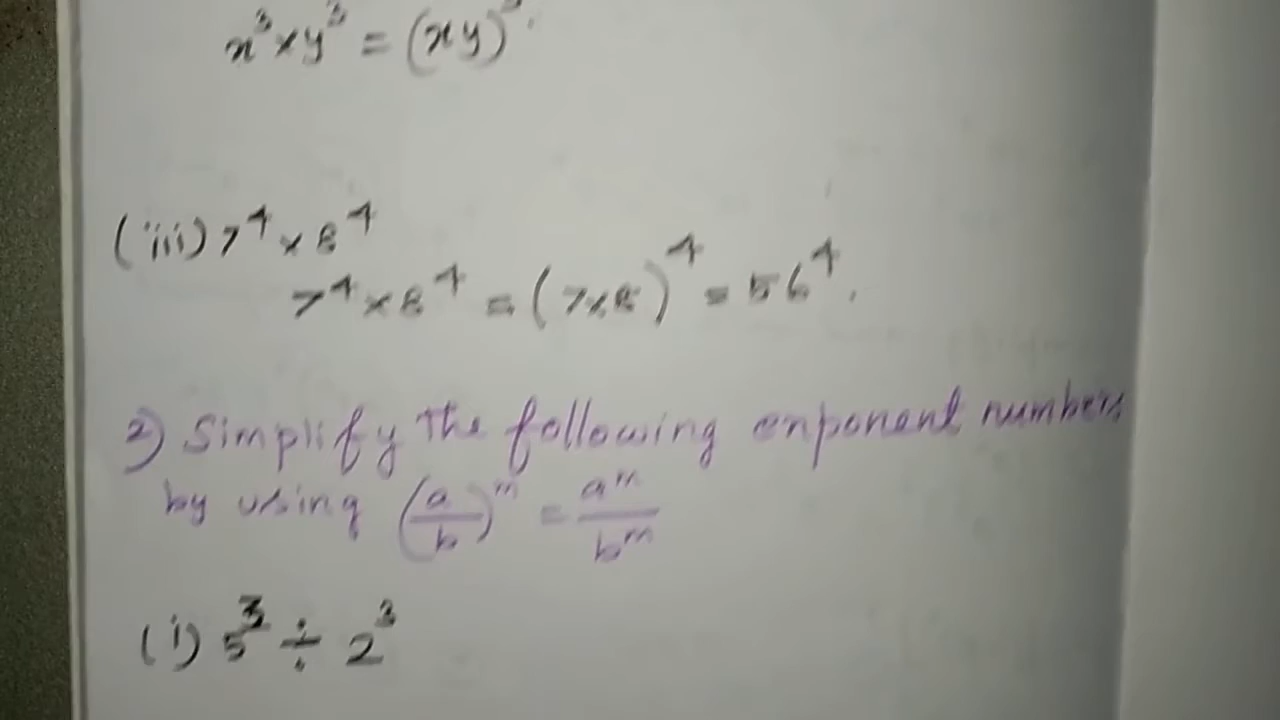 x³ × y³ = (xy)³.
(iii) 7⁴ × 8⁴
7⁴ × 8⁴ = (7×8)⁴ = 56⁴.
2) Simplify the following exponent numbers
by using (a/b)ᵐ = aᵐ/bᵐ
(i) 5³ ÷ 2³